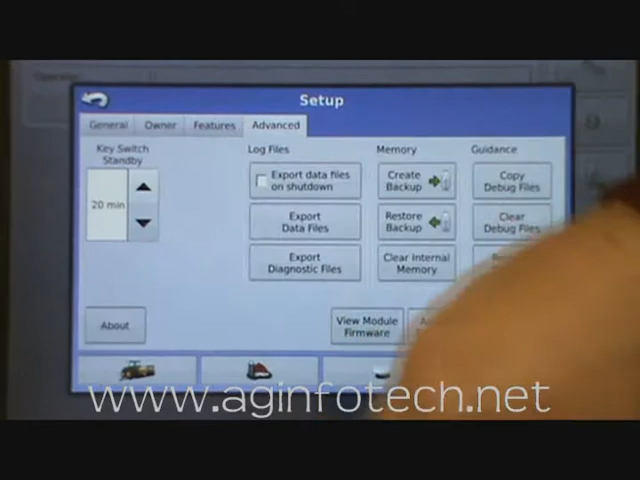 Setup
General Owner Features Advanced
Key Switch
Standby
20 min
Log Files
Export data files
on shutdown
Export
Data Files
Export
Diagnostic Files
Memory
Create
Backup
Restore
Backup
Clear Internal
Memory
Guidance
Copy
Debug Files
Clear
Debug Files
About
View Module
Firmware
www.aginfotech.net